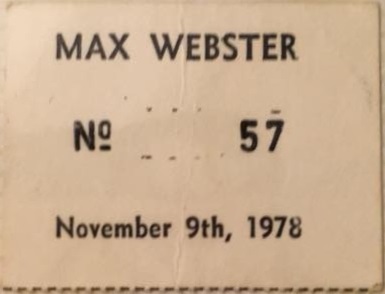 MAX WEBSTER
Nº 57
November 9th, 1978